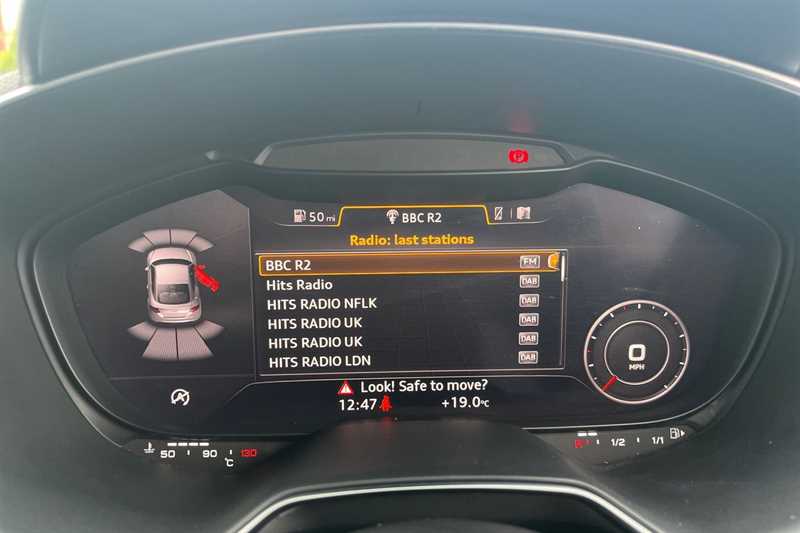 P
50 mi BBC R2
Radio: last stations
BBC R2 FM
Hits Radio DAB
HITS RADIO NFLK DAB
HITS RADIO UK DAB
HITS RADIO UK DAB
HITS RADIO LDN DAB
0
MPH
Look! Safe to move?
12:47 +19.0°C
50 90 130
°C
R 1/2 1/1